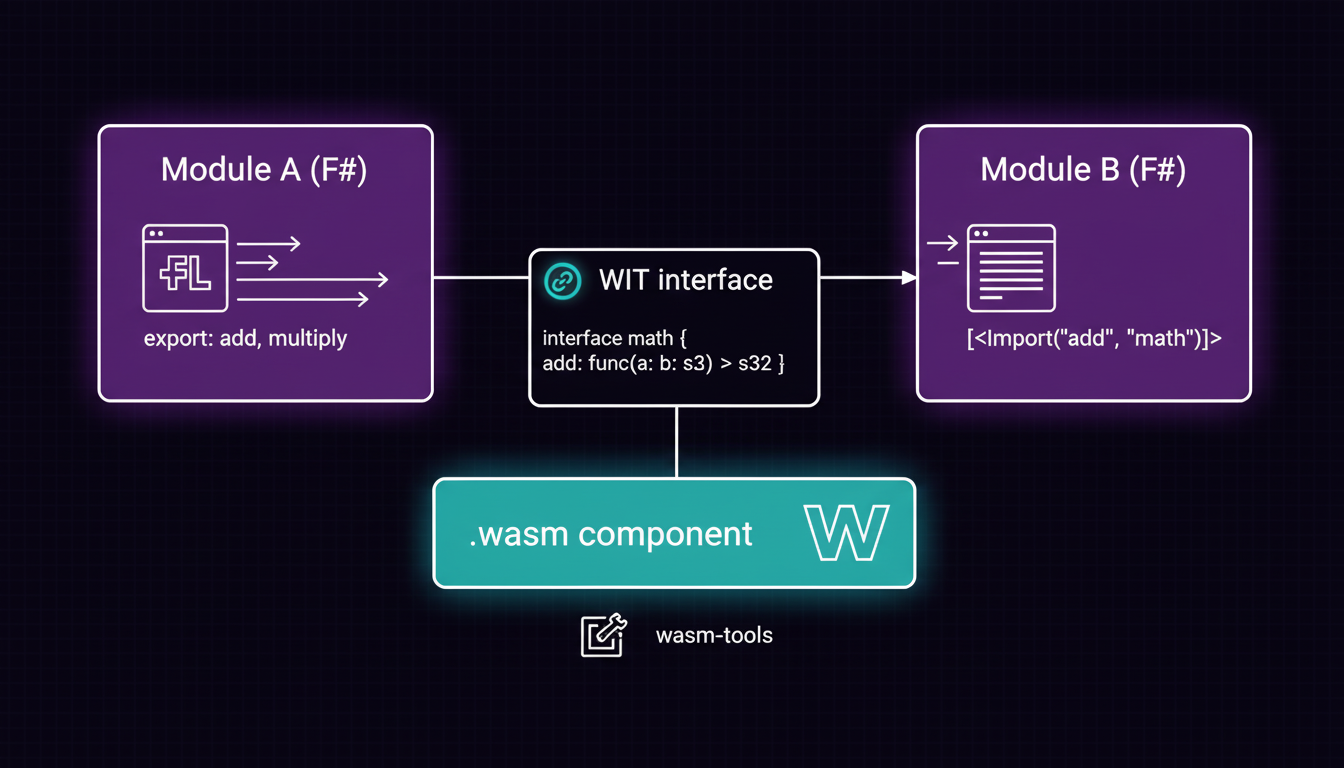 Module A (F#)
FL
export: add, multiply
WIT interface
interface math {
add: func(a: b: s3) > s32 }
Module B (F#)
[<Import("add", "math")]>
.wasm component
W
wasm-tools